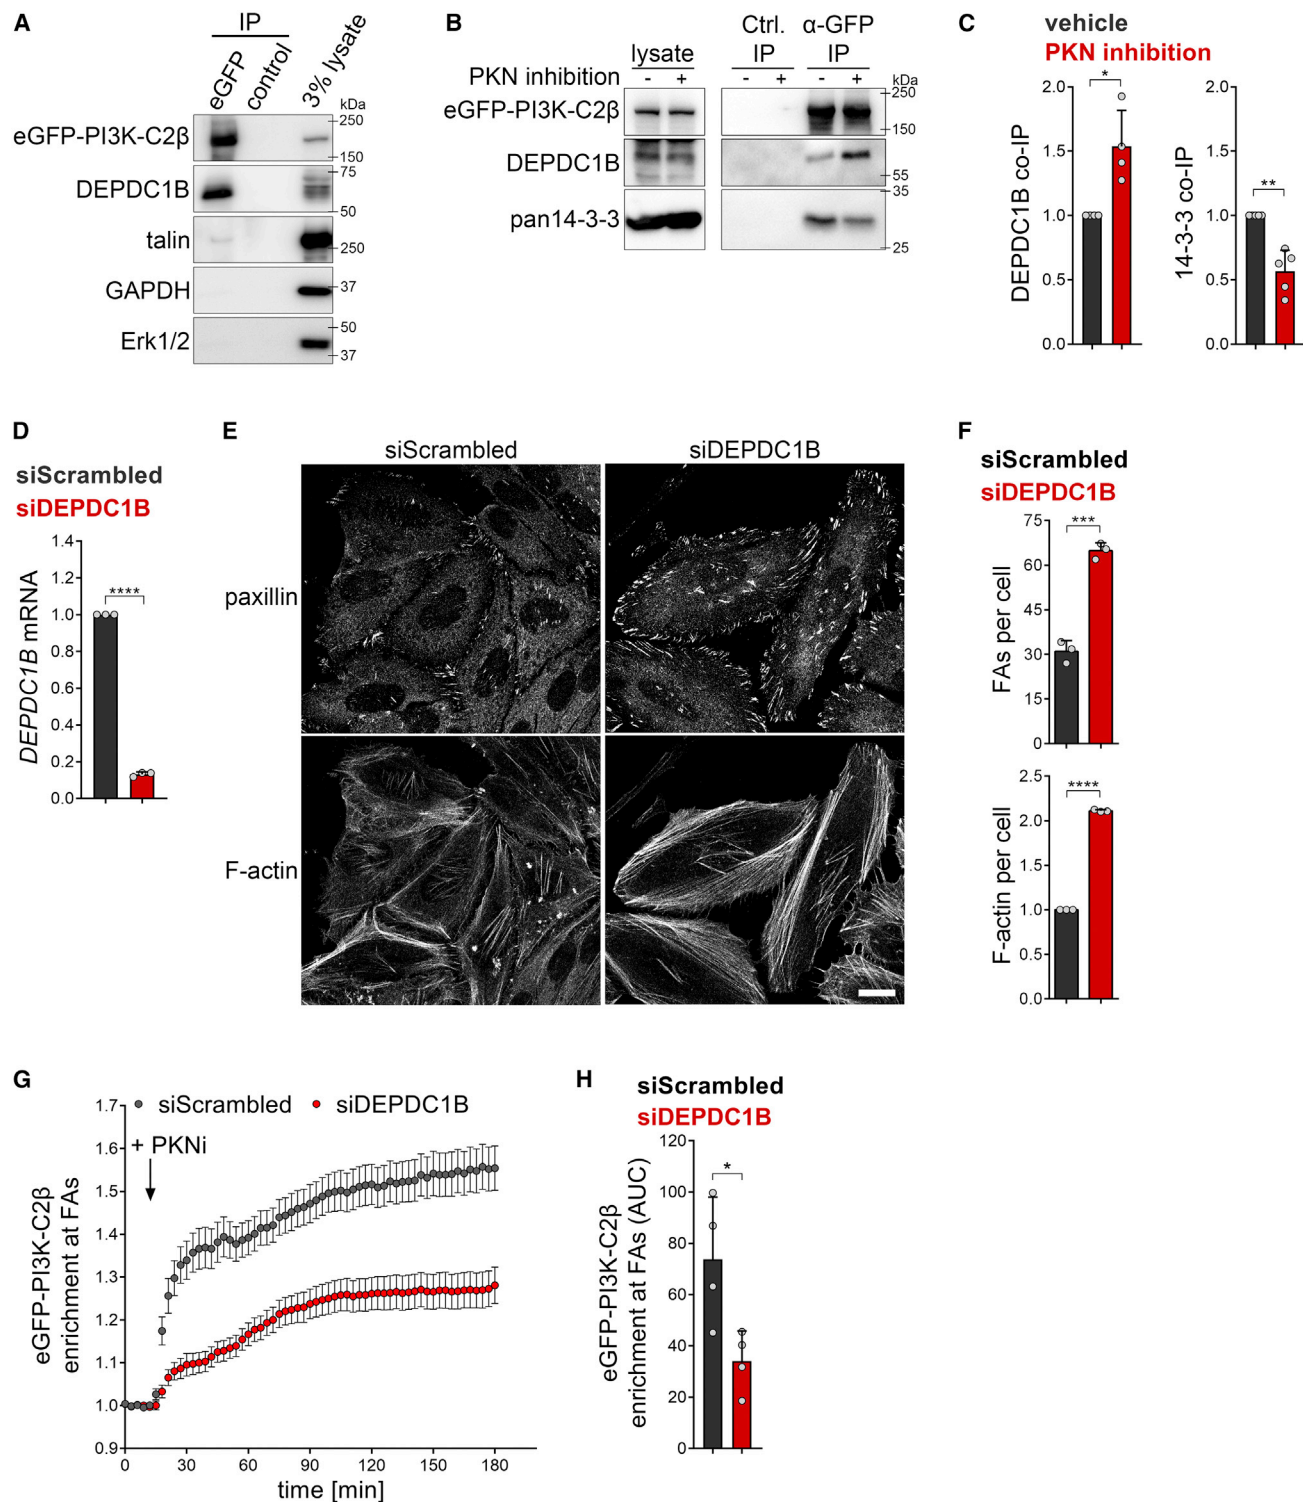 A
IP
eGFP
control
3% lysate
kDa
eGFP-PI3K-C2β
250
150
DEPDC1B
75
50
talin
250
GAPDH
37
Erk1/2
50
37
B
Ctrl. α-GFP
lysate IP IP
PKN inhibition - + - + - + kDa
eGFP-PI3K-C2β
250
150
DEPDC1B
55
35
pan14-3-3
25
C
vehicle
PKN inhibition
DEPDC1B co-IP
2.0
1.5
1.0
0.5
0.0
*
14-3-3 co-IP
2.0
1.5
1.0
0.5
0.0
**
D
siScrambled
siDEPDC1B
DEPDC1B mRNA
1.4
1.2
1.0
0.8
0.6
0.4
0.2
0.0
****
E
siScrambled siDEPDC1B
paxillin
F-actin
F
siScrambled
siDEPDC1B
FAs per cell
75
60
45
30
15
0
***
F-actin per cell
2.5
2.0
1.5
1.0
0.5
0.0
****
G
siScrambled siDEPDC1B
+ PKNi
eGFP-PI3K-C2β
enrichment at FAs
1.7
1.6
1.5
1.4
1.3
1.2
1.1
1.0
0.9
0 30 60 90 120 150 180
time [min]
H
siScrambled
siDEPDC1B
eGFP-PI3K-C2β
enrichment at FAs (AUC)
120
100
80
60
40
20
0
*